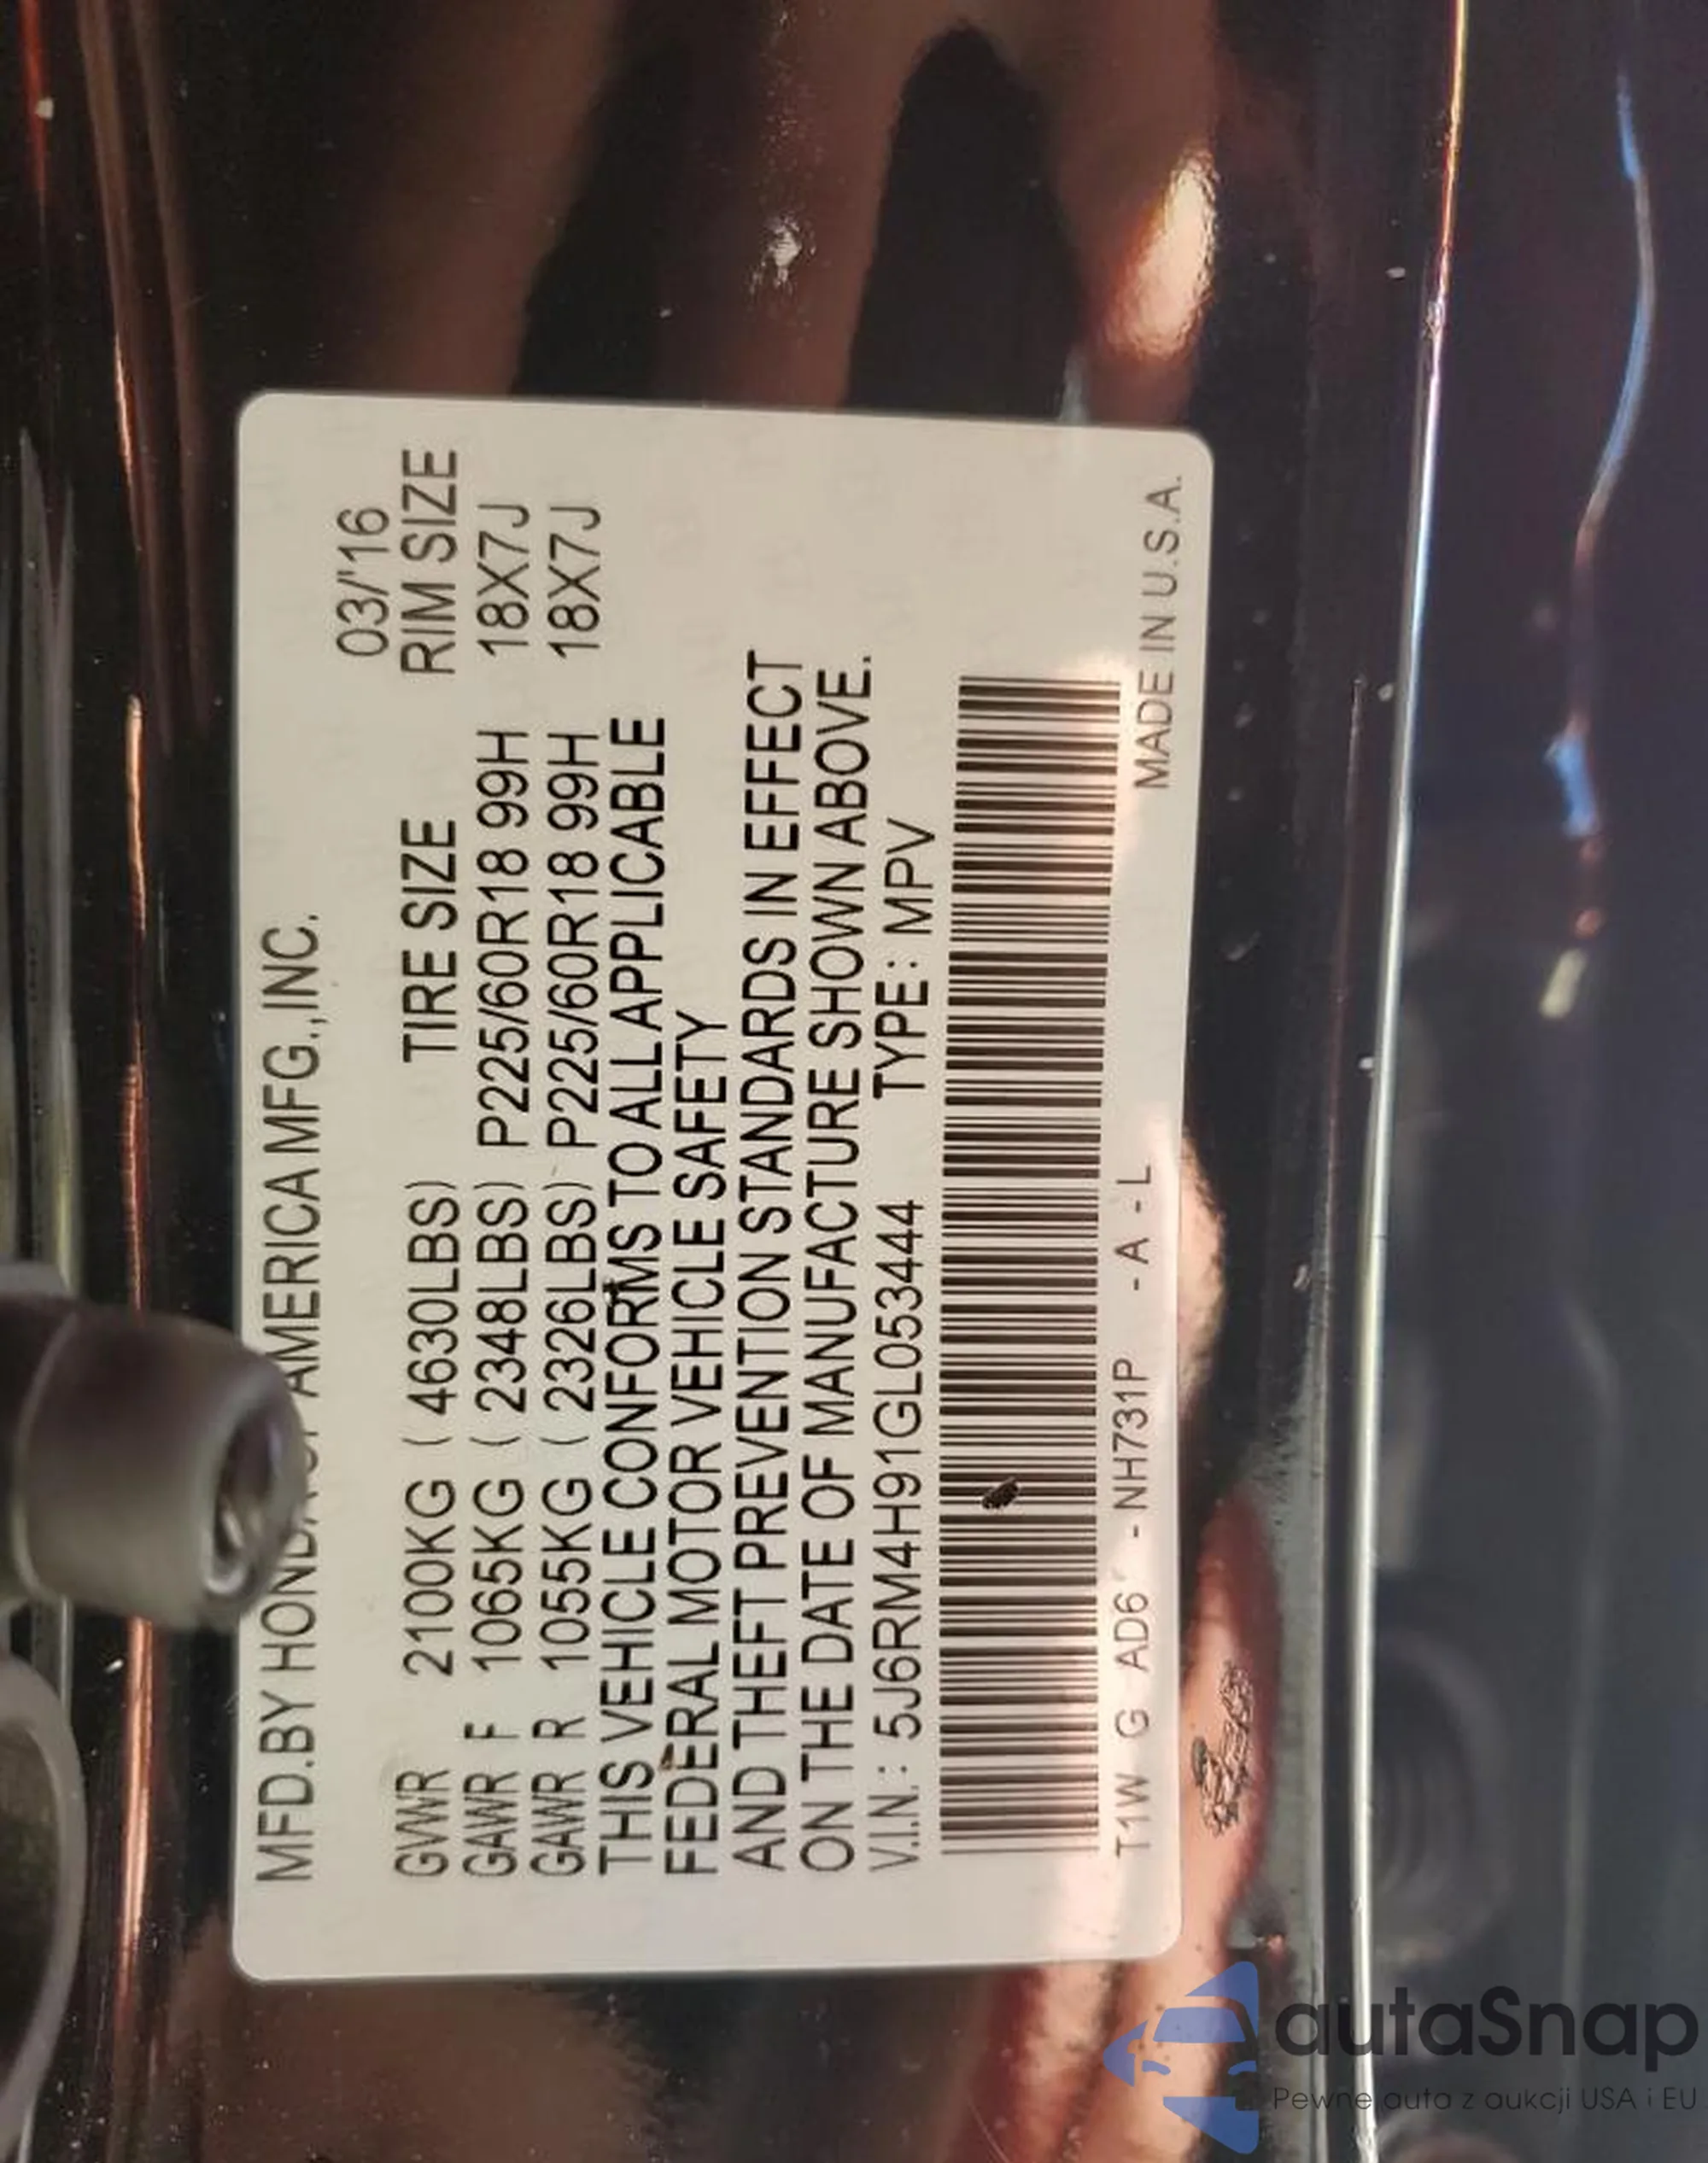 MFD.BY HONDA OF AMERICA MFG.,INC.
03/'16
GVWR 2100KG ( 4630LBS) TIRE SIZE RIM SIZE
GAWR F 1065KG ( 2348LBS) P225/60R18 99H 18X7J
GAWR R 1055KG ( 2326LBS) P225/60R18 99H 18X7J
THIS VEHICLE CONFORMS TO ALL APPLICABLE
FEDERAL MOTOR VEHICLE SAFETY
AND THEFT PREVENTION STANDARDS IN EFFECT
ON THE DATE OF MANUFACTURE SHOWN ABOVE.
V.I.N.: 5J6RM4H91GL053444 TYPE: MPV
T1W G AD6 - NH731P - A - L MADE IN U.S.A.
autaSnap
Pewne auta z aukcji USA i EU